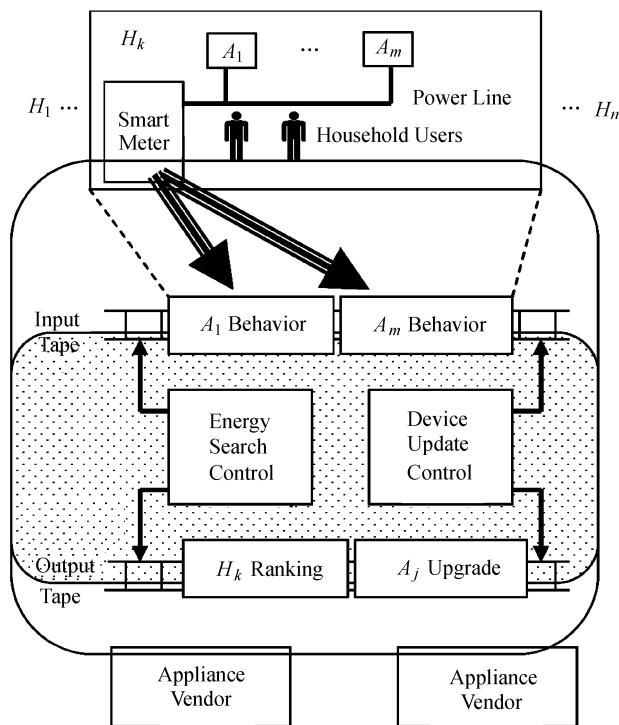 H_k
A_1 ... A_m
Power Line
H_1 ...
... H_n
Smart
Meter
Household Users
Input
Tape
A_1 Behavior
A_m Behavior
Energy
Search
Control
Device
Update
Control
Output
Tape
H_k Ranking
A_j Upgrade
Appliance
Vendor
Appliance
Vendor